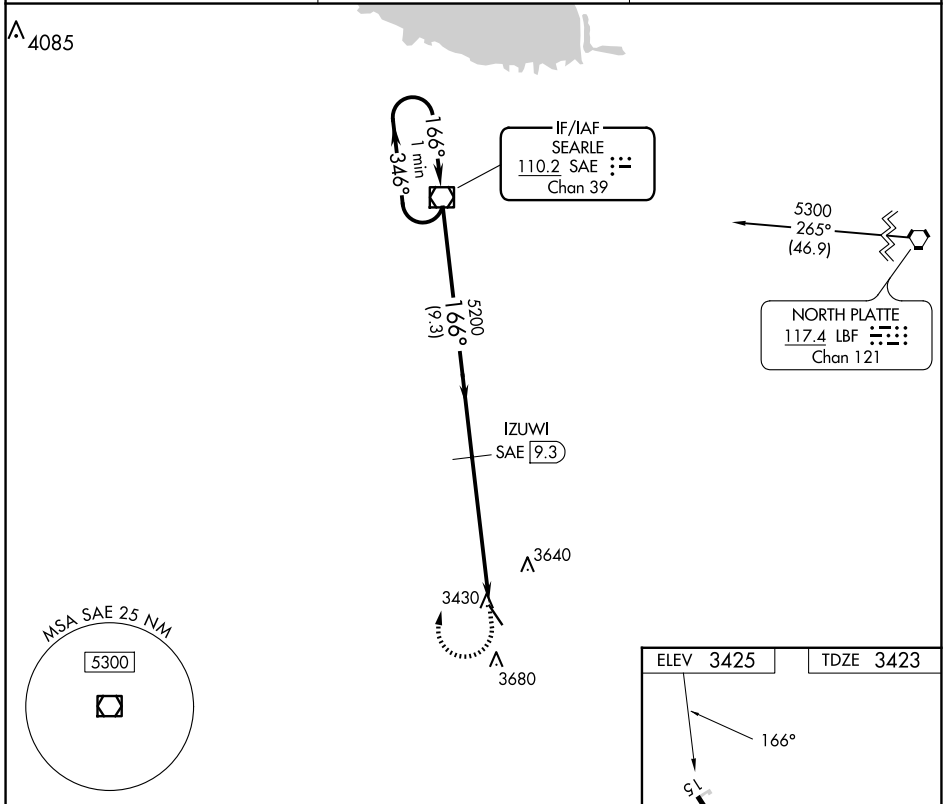 4085
166°
1 min
346°
IF/IAF
SEARLE
110.2 SAE
Chan 39
5300
265°
(46.9)
NORTH PLATTE
117.4 LBF
Chan 121
5200
166°
(9.3)
IZUWI
SAE 9.3
3640
3430
3680
MSA SAE 25 NM
5300
ELEV 3425 TDZE 3423
166°
15